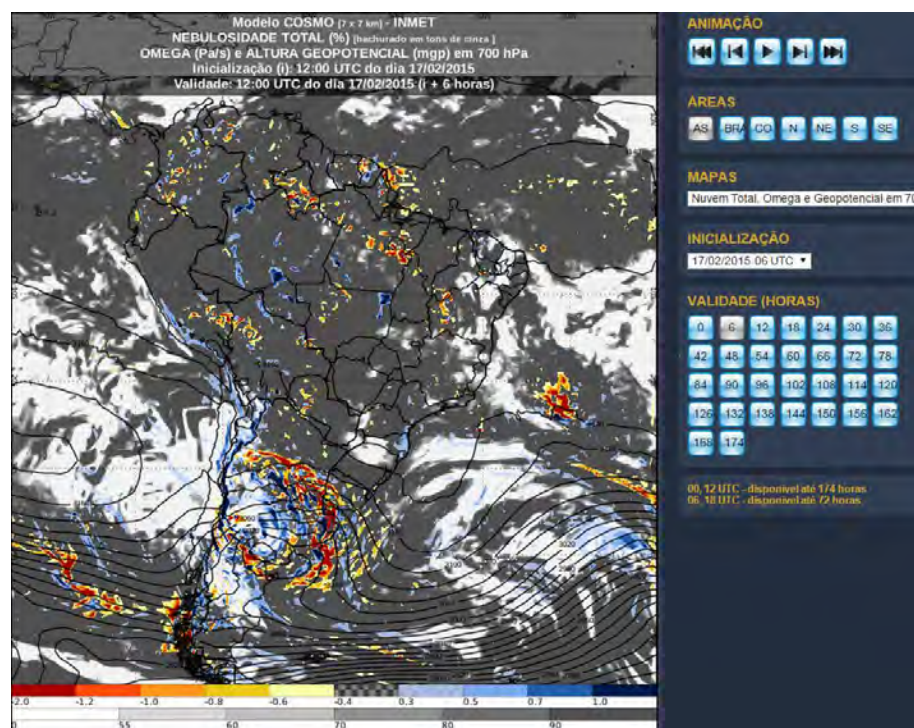 Modelo COSMO [7 x 7 km] - INMET
NEBULOSIDADE TOTAL (%) [hachurado em tons de cinza ]
OMEGA (Pa/s) e ALTURA GEOPOTENCIAL (mgp) em 700 hPa
Inicialização (i): 12:00 UTC do dia 17/02/2015
Validade: 12:00 UTC do dia 17/02/2015 (i + 6 horas)
-2.0 -1.2 -1.0 -0.8 -0.6 -0.4 0.3 0.5 0.7 1.0
0 55 60 70 80 90
ANIMAÇÃO
AREAS
AS BRA CO N NE S SE
MAPAS
Nuvem Total, Omega e Geopotencial em 70
INICIALIZAÇÃO
17/02/2015 06 UTC
VALIDADE (HORAS)
0 6 12 18 24 30 36
42 48 54 60 66 72 78
84 90 96 102 108 114 120
126 132 138 144 150 156 162
168 174
00, 12 UTC - disponível até 174 horas
06, 18 UTC - disponível até 72 horas